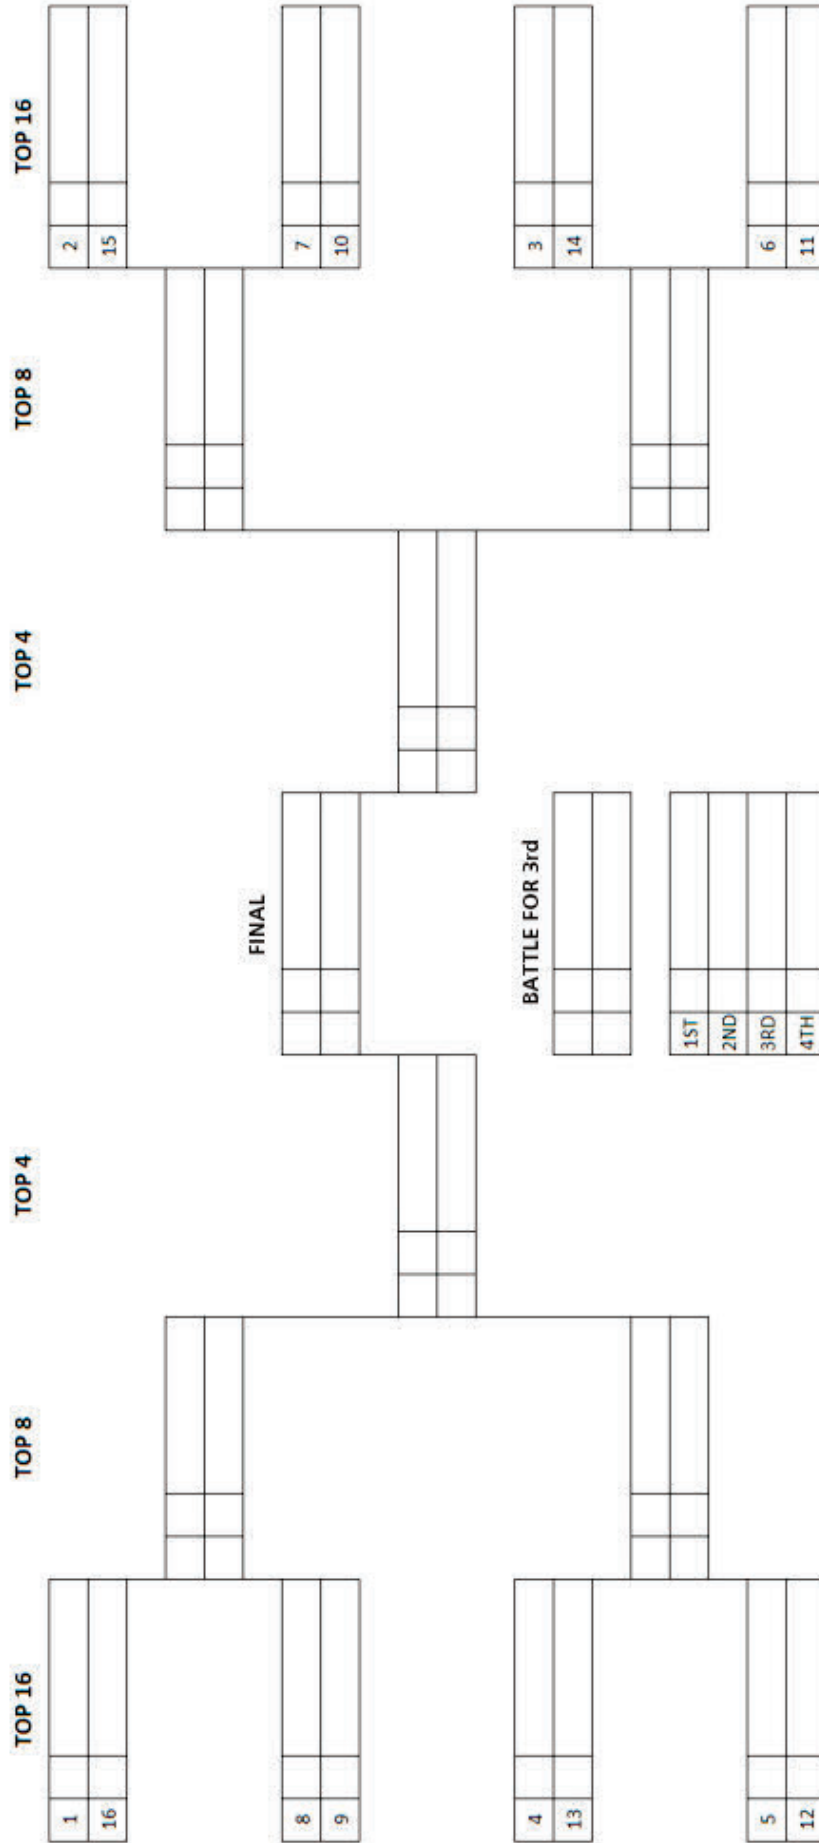 TOP 16
TOP 8
TOP 4
TOP 4
TOP 8
TOP 16
1
16
8
9
4
13
5
12
FINAL
BATTLE FOR 3rd
1ST
2ND
3RD
4TH
2
15
7
10
3
14
6
11